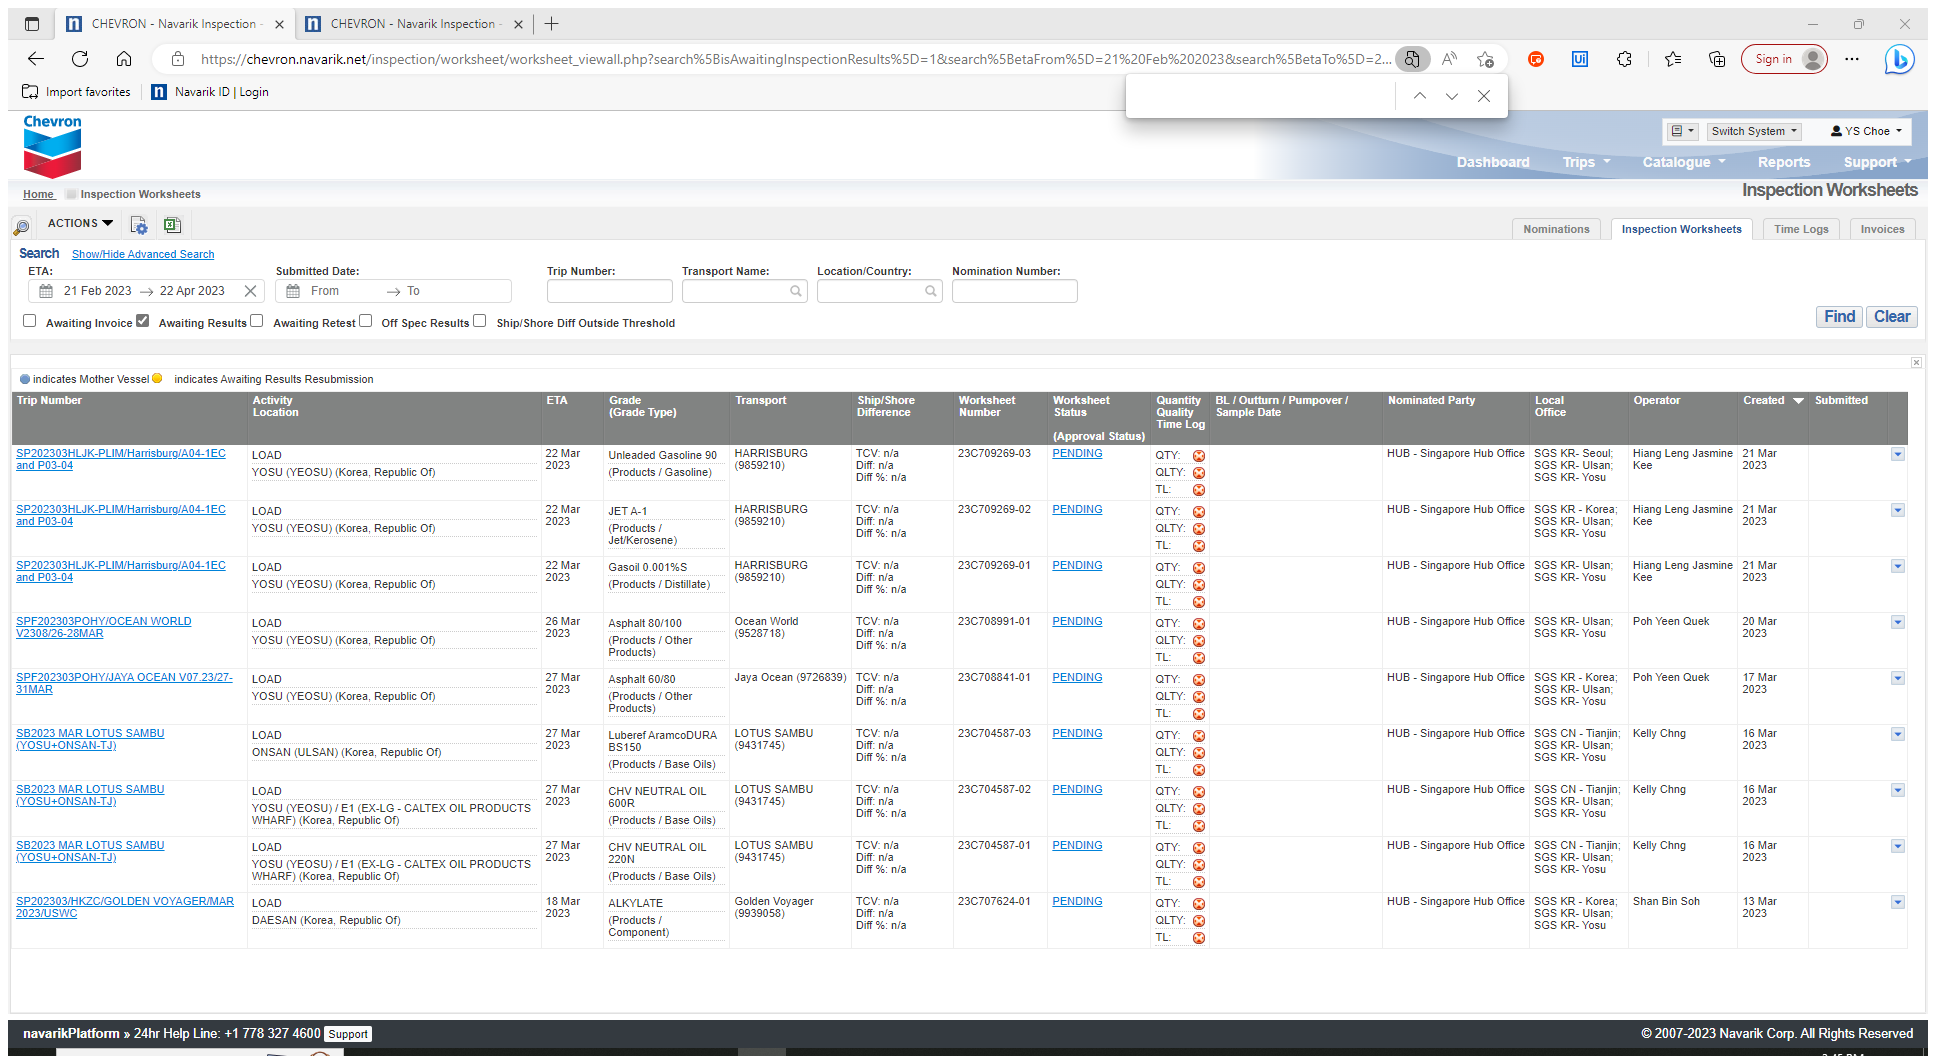 CHEVRON - Navarik Inspection -
CHEVRON - Navarik Inspection -
https://chevron.navarik.net/inspection/worksheet/worksheet_viewall.php?search%5BisAwaitingInspectionResults%5D=1&search%5BetaFrom%5D=21%20Feb%202023&search%5BetaTo%5D=2...
Sign in
Import favorites
Navarik ID | Login
Chevron
Switch System
YS Choe
Dashboard Trips Catalogue Reports Support
Home Inspection Worksheets
Inspection Worksheets
ACTIONS
Nominations Inspection Worksheets Time Logs Invoices
Search Show/Hide Advanced Search
ETA: Submitted Date: Trip Number: Transport Name: Location/Country: Nomination Number:
21 Feb 2023 → 22 Apr 2023 From → To
Awaiting Invoice Awaiting Results Awaiting Retest Off Spec Results Ship/Shore Diff Outside Threshold
Find Clear
indicates Mother Vessel indicates Awaiting Results Resubmission
Trip Number Activity Location ETA Grade (Grade Type) Transport Ship/Shore Difference Worksheet Number Worksheet Status (Approval Status) Quantity Quality Time Log BL / Outturn / Pumpover / Sample Date Nominated Party Local Office Operator Created Submitted
SP202303HLJK-PLIM/Harrisburg/A04-1EC and P03-04 LOAD YOSU (YEOSU) (Korea, Republic Of) 22 Mar 2023 Unleaded Gasoline 90 (Products / Gasoline) HARRISBURG (9859210) TCV: n/a Diff: n/a Diff %: n/a 23C709269-03 PENDING QTY: QLTY: TL: HUB - Singapore Hub Office SGS KR- Seoul; SGS KR- Ulsan; SGS KR- Yosu Hiang Leng Jasmine Kee 21 Mar 2023
SP202303HLJK-PLIM/Harrisburg/A04-1EC and P03-04 LOAD YOSU (YEOSU) (Korea, Republic Of) 22 Mar 2023 JET A-1 (Products / Jet/Kerosene) HARRISBURG (9859210) TCV: n/a Diff: n/a Diff %: n/a 23C709269-02 PENDING QTY: QLTY: TL: HUB - Singapore Hub Office SGS KR - Korea; SGS KR- Ulsan; SGS KR- Yosu Hiang Leng Jasmine Kee 21 Mar 2023
SP202303HLJK-PLIM/Harrisburg/A04-1EC and P03-04 LOAD YOSU (YEOSU) (Korea, Republic Of) 22 Mar 2023 Gasoil 0.001%S (Products / Distillate) HARRISBURG (9859210) TCV: n/a Diff: n/a Diff %: n/a 23C709269-01 PENDING QTY: QLTY: TL: HUB - Singapore Hub Office SGS KR- Ulsan; SGS KR- Yosu Hiang Leng Jasmine Kee 21 Mar 2023
SPF202303POHY/OCEAN WORLD V2308/26-28MAR LOAD YOSU (YEOSU) (Korea, Republic Of) 26 Mar 2023 Asphalt 80/100 (Products / Other Products) Ocean World (9528718) TCV: n/a Diff: n/a Diff %: n/a 23C708991-01 PENDING QTY: QLTY: TL: HUB - Singapore Hub Office SGS KR- Ulsan; SGS KR- Yosu Poh Yeen Quek 20 Mar 2023
SPF202303POHY/JAYA OCEAN V07.23/27-31MAR LOAD YOSU (YEOSU) (Korea, Republic Of) 27 Mar 2023 Asphalt 60/80 (Products / Other Products) Jaya Ocean (9726839) TCV: n/a Diff: n/a Diff %: n/a 23C708841-01 PENDING QTY: QLTY: TL: HUB - Singapore Hub Office SGS KR - Korea; SGS KR- Ulsan; SGS KR- Yosu Poh Yeen Quek 17 Mar 2023
SB2023 MAR LOTUS SAMBU (YOSU+ONSAN-TJ) LOAD ONSAN (ULSAN) (Korea, Republic Of) 27 Mar 2023 Luberef AramcoDURA BS150 (Products / Base Oils) LOTUS SAMBU (9431745) TCV: n/a Diff: n/a Diff %: n/a 23C704587-03 PENDING QTY: QLTY: TL: HUB - Singapore Hub Office SGS CN - Tianjin; SGS KR- Ulsan; SGS KR- Yosu Kelly Chng 16 Mar 2023
SB2023 MAR LOTUS SAMBU (YOSU+ONSAN-TJ) LOAD YOSU (YEOSU) / E1 (EX-LG - CALTEX OIL PRODUCTS WHARF) (Korea, Republic Of) 27 Mar 2023 CHV NEUTRAL OIL 600R (Products / Base Oils) LOTUS SAMBU (9431745) TCV: n/a Diff: n/a Diff %: n/a 23C704587-02 PENDING QTY: QLTY: TL: HUB - Singapore Hub Office SGS CN - Tianjin; SGS KR- Ulsan; SGS KR- Yosu Kelly Chng 16 Mar 2023
SB2023 MAR LOTUS SAMBU (YOSU+ONSAN-TJ) LOAD YOSU (YEOSU) / E1 (EX-LG - CALTEX OIL PRODUCTS WHARF) (Korea, Republic Of) 27 Mar 2023 CHV NEUTRAL OIL 220N (Products / Base Oils) LOTUS SAMBU (9431745) TCV: n/a Diff: n/a Diff %: n/a 23C704587-01 PENDING QTY: QLTY: TL: HUB - Singapore Hub Office SGS CN - Tianjin; SGS KR- Ulsan; SGS KR- Yosu Kelly Chng 16 Mar 2023
SP202303/HKZC/GOLDEN VOYAGER/MAR 2023/USWC LOAD DAESAN (Korea, Republic Of) 18 Mar 2023 ALKYLATE (Products / Component) Golden Voyager (9939058) TCV: n/a Diff: n/a Diff %: n/a 23C707624-01 PENDING QTY: QLTY: TL: HUB - Singapore Hub Office SGS KR - Korea; SGS KR- Ulsan; SGS KR- Yosu Shan Bin Soh 13 Mar 2023
navarikPlatform » 24hr Help Line: +1 778 327 4600 Support
© 2007-2023 Navarik Corp. All Rights Reserved